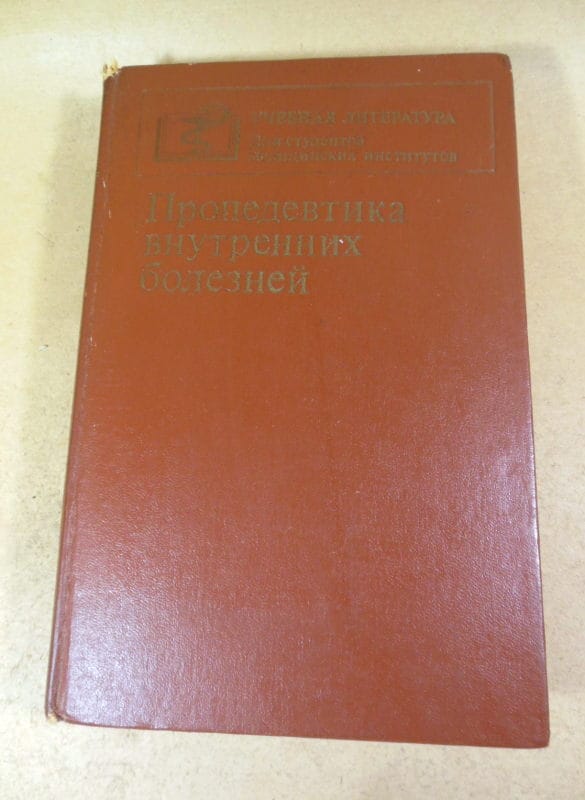 УЧЕБНАЯ ЛИТЕРАТУРА
Для студентов
медицинских институтов
Пропедевтика
внутренних
болезней